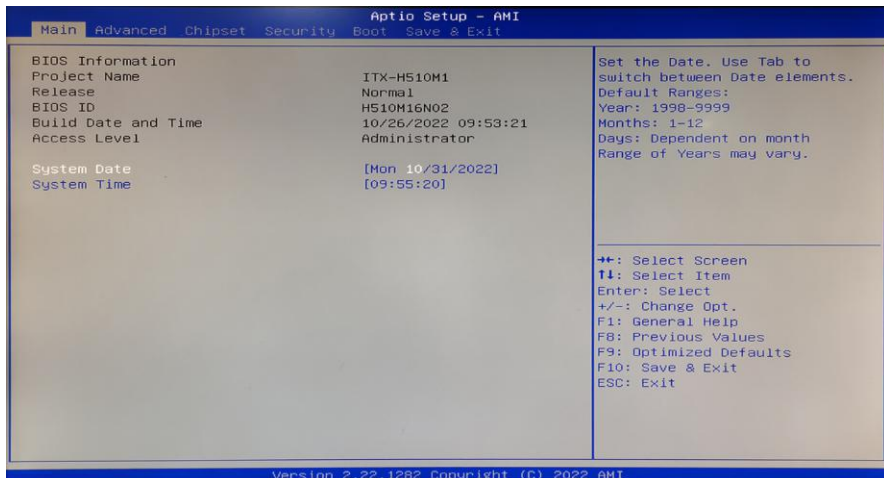 Aptio Setup - AMI
Main Advanced Chipset Security Boot Save & Exit
BIOS Information
Project Name ITX-H510M1
Release Normal
BIOS ID H510M16N02
Build Date and Time 10/26/2022 09:53:21
Access Level Administrator
System Date [Mon 10/31/2022]
System Time [09:55:20]
Set the Date. Use Tab to
switch between Date elements.
Default Ranges:
Year: 1998-9999
Months: 1-12
Days: Dependent on month
Range of Years may vary.
→←: Select Screen
↑↓: Select Item
Enter: Select
+/-: Change Opt.
F1: General Help
F8: Previous Values
F9: Optimized Defaults
F10: Save & Exit
ESC: Exit
Version 2.22.1282 Copyright (C) 2022 AMI